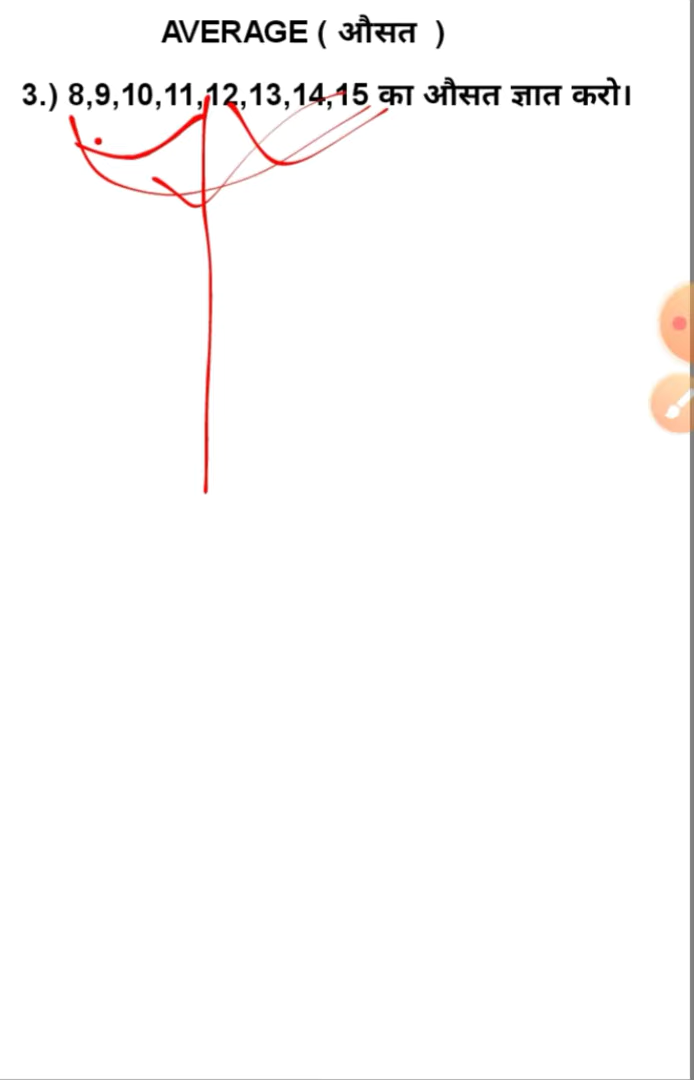 AVERAGE ( औसत )
3.) 8,9,10,11,12,13,14,15 का औसत ज्ञात करो।